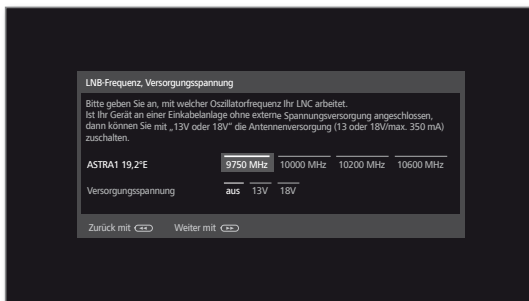 LNB-Frequenz, Versorgungsspannung
Bitte geben Sie an, mit welcher Oszillatorfrequenz Ihr LNC arbeitet.
Ist Ihr Gerät an einer Einkabelanlage ohne externe Spannungsversorgung angeschlossen,
dann können Sie mit „13V oder 18V“ die Antennenversorgung (13 oder 18V/max. 350 mA)
zuschalten.
ASTRA1 19,2°E 9750 MHz 10000 MHz 10200 MHz 10600 MHz
Versorgungsspannung aus 13V 18V
Zurück mit Weiter mit